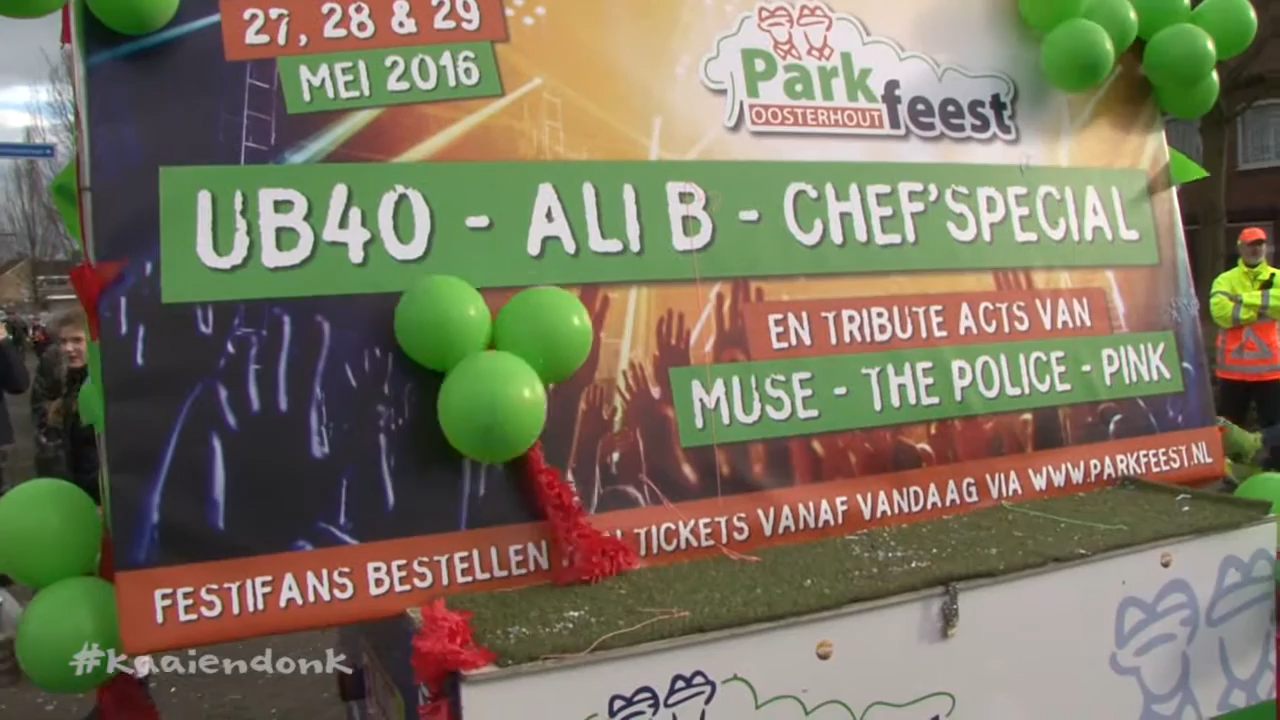 27, 28 & 29
MEI 2016
Park
OOSTERHOUT feest
UB40 - ALI B - CHEF'SPECIAL
EN TRIBUTE ACTS VAN
MUSE - THE POLICE - PINK
FESTIFANS BESTELLEN TICKETS VANAF VANDAAG VIA WWW.PARKFEEST.NL
#kaaiendonk